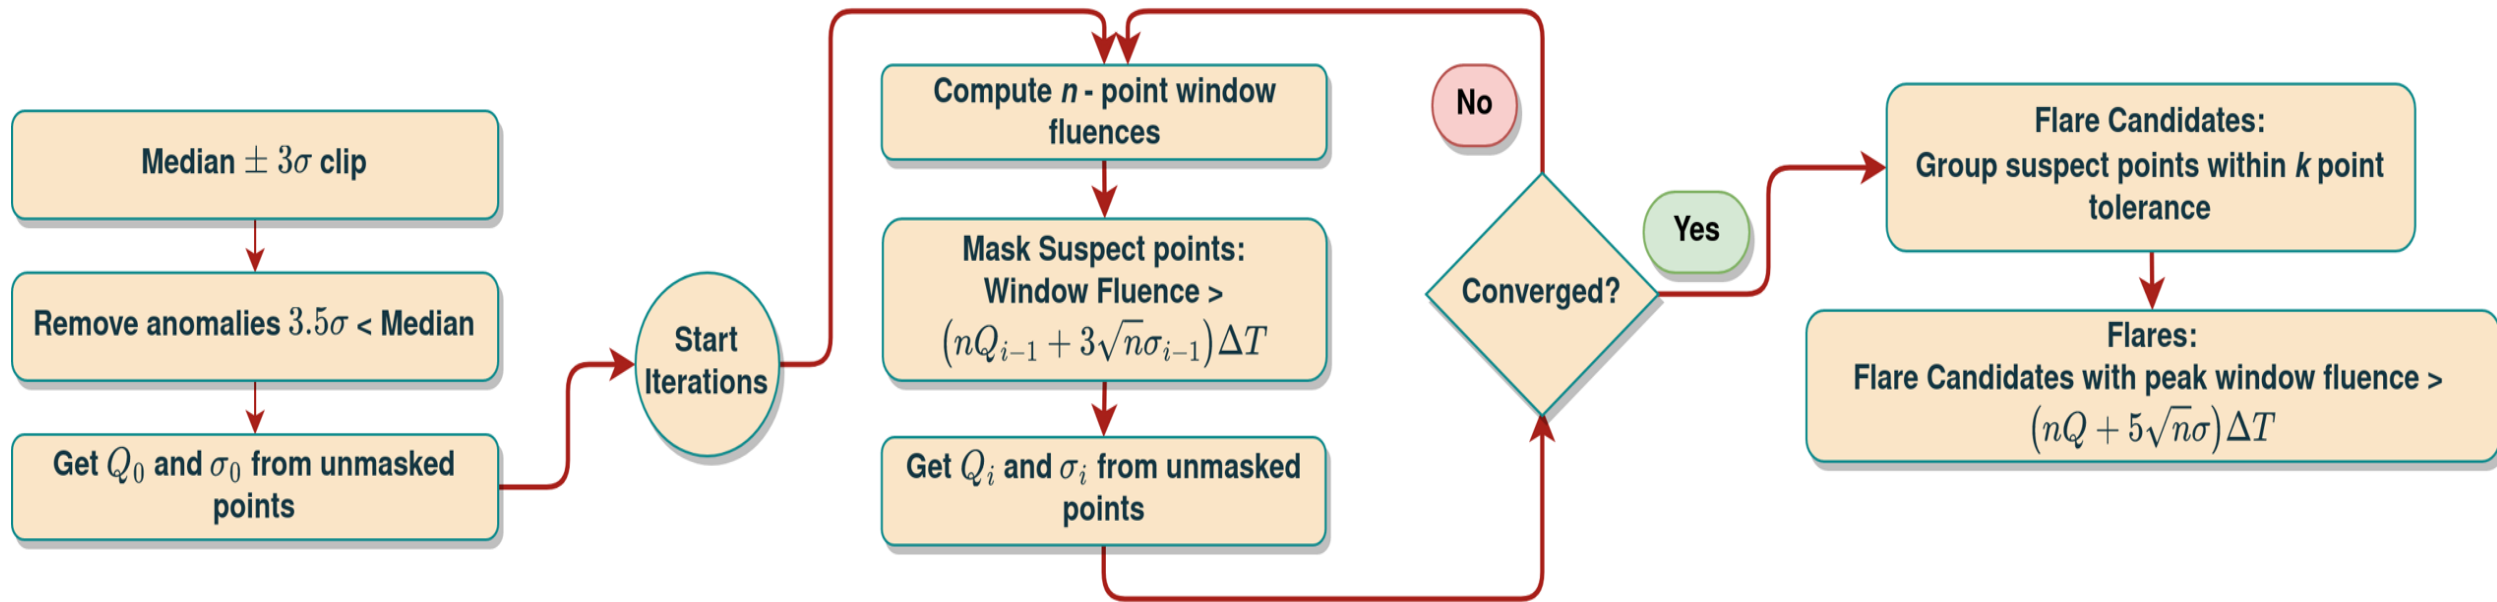 Median ± 3σ clip
Remove anomalies 3.5σ < Median
Get Q₀ and σ₀ from unmasked
points
Start
Iterations
Compute n - point window
fluences
Mask Suspect points:
Window Fluence >
(nQᵢ₋₁ + 3√nσᵢ₋₁)ΔT
Get Qᵢ and σᵢ from unmasked
points
Converged?
No
Yes
Flare Candidates:
Group suspect points within k point
tolerance
Flares:
Flare Candidates with peak window fluence >
(nQ + 5√nσ)ΔT